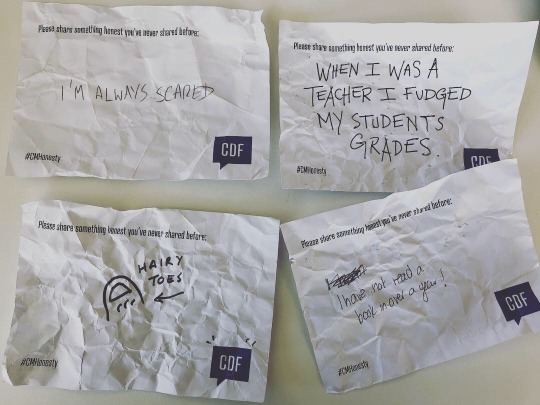 Please share something honest you've never shared before:
I'M ALWAYS SCARED
#CMHonesty
CDF
Please share something honest you've never shared before:
WHEN I WAS A
TEACHER I FUDGED
MY STUDENTS
GRADES.
#CMHonesty
CDF
Please share something honest you've never shared before:
HAIRY
TOES
#CMHonesty
CDF
Please share something honest you've never shared before:
I have not read a
book in over a year!
#CMHonesty
CDF